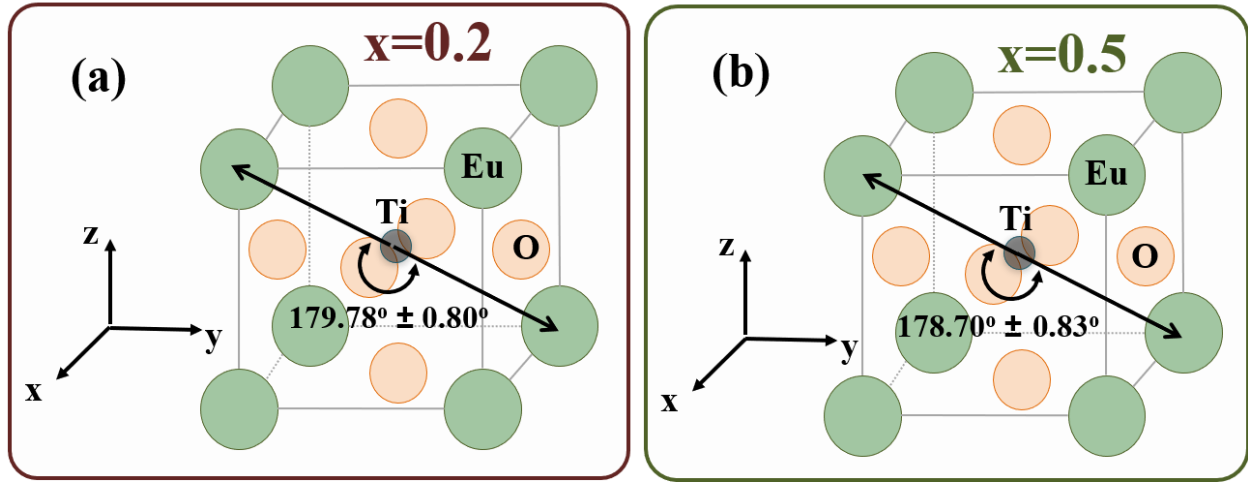 (a)
x=0.2
Eu
Ti
O
z
179.78° ± 0.80°
y
x
(b)
x=0.5
Eu
Ti
O
z
178.70° ± 0.83°
y
x